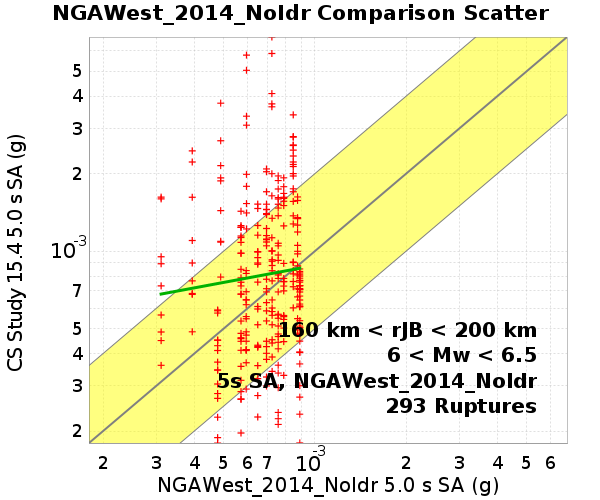 NGAWest_2014_NoIdr Comparison Scatter
CS Study 15.4 5.0 s SA (g)
5
4
3
2
10-3
7
5
4
3
2
160 km < rJB < 200 km
6 < Mw < 6.5
5s SA, NGAWest_2014_NoIdr
293 Ruptures
2 3 4 5 6 7 10-3 2 3 4 5 6
NGAWest_2014_NoIdr 5.0 s SA (g)